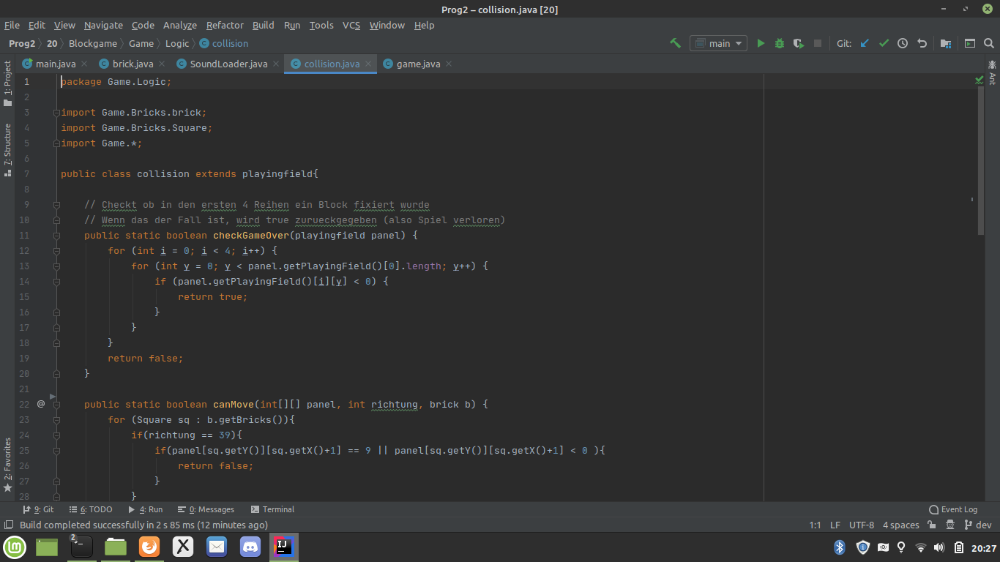 Prog2 – collision.java [20]
File Edit View Navigate Code Analyze Refactor Build Run Tools VCS Window Help
Prog2 20 Blockgame Game Logic collision main Git:
main.java brick.java SoundLoader.java collision.java game.java
1: Project
7: Structure
2: Favorites
Ant
1 package Game.Logic;
2
3 import Game.Bricks.brick;
4 import Game.Bricks.Square;
5 import Game.*;
6
7 public class collision extends playingfield{
8
9 // Checkt ob in den ersten 4 Reihen ein Block fixiert wurde
10 // Wenn das der Fall ist, wird true zurueckgegeben (also Spiel verloren)
11 public static boolean checkGameOver(playingfield panel) {
12 for (int i = 0; i < 4; i++) {
13 for (int y = 0; y < panel.getPlayingField()[0].length; y++) {
14 if (panel.getPlayingField()[i][y] < 0) {
15 return true;
16 }
17 }
18 }
19 return false;
20 }
21
22 @ public static boolean canMove(int[][] panel, int richtung, brick b) {
23 for (Square sq : b.getBricks()){
24 if(richtung == 39){
25 if(panel[sq.getY()][sq.getX()+1] == 9 || panel[sq.getY()][sq.getX()+1] < 0 ){
26 return false;
27 }
28 }
9: Git 6: TODO 4: Run 0: Messages Terminal Event Log
Build completed successfully in 2 s 85 ms (12 minutes ago) 1:1 LF UTF-8 4 spaces dev
2 IJ 20:27